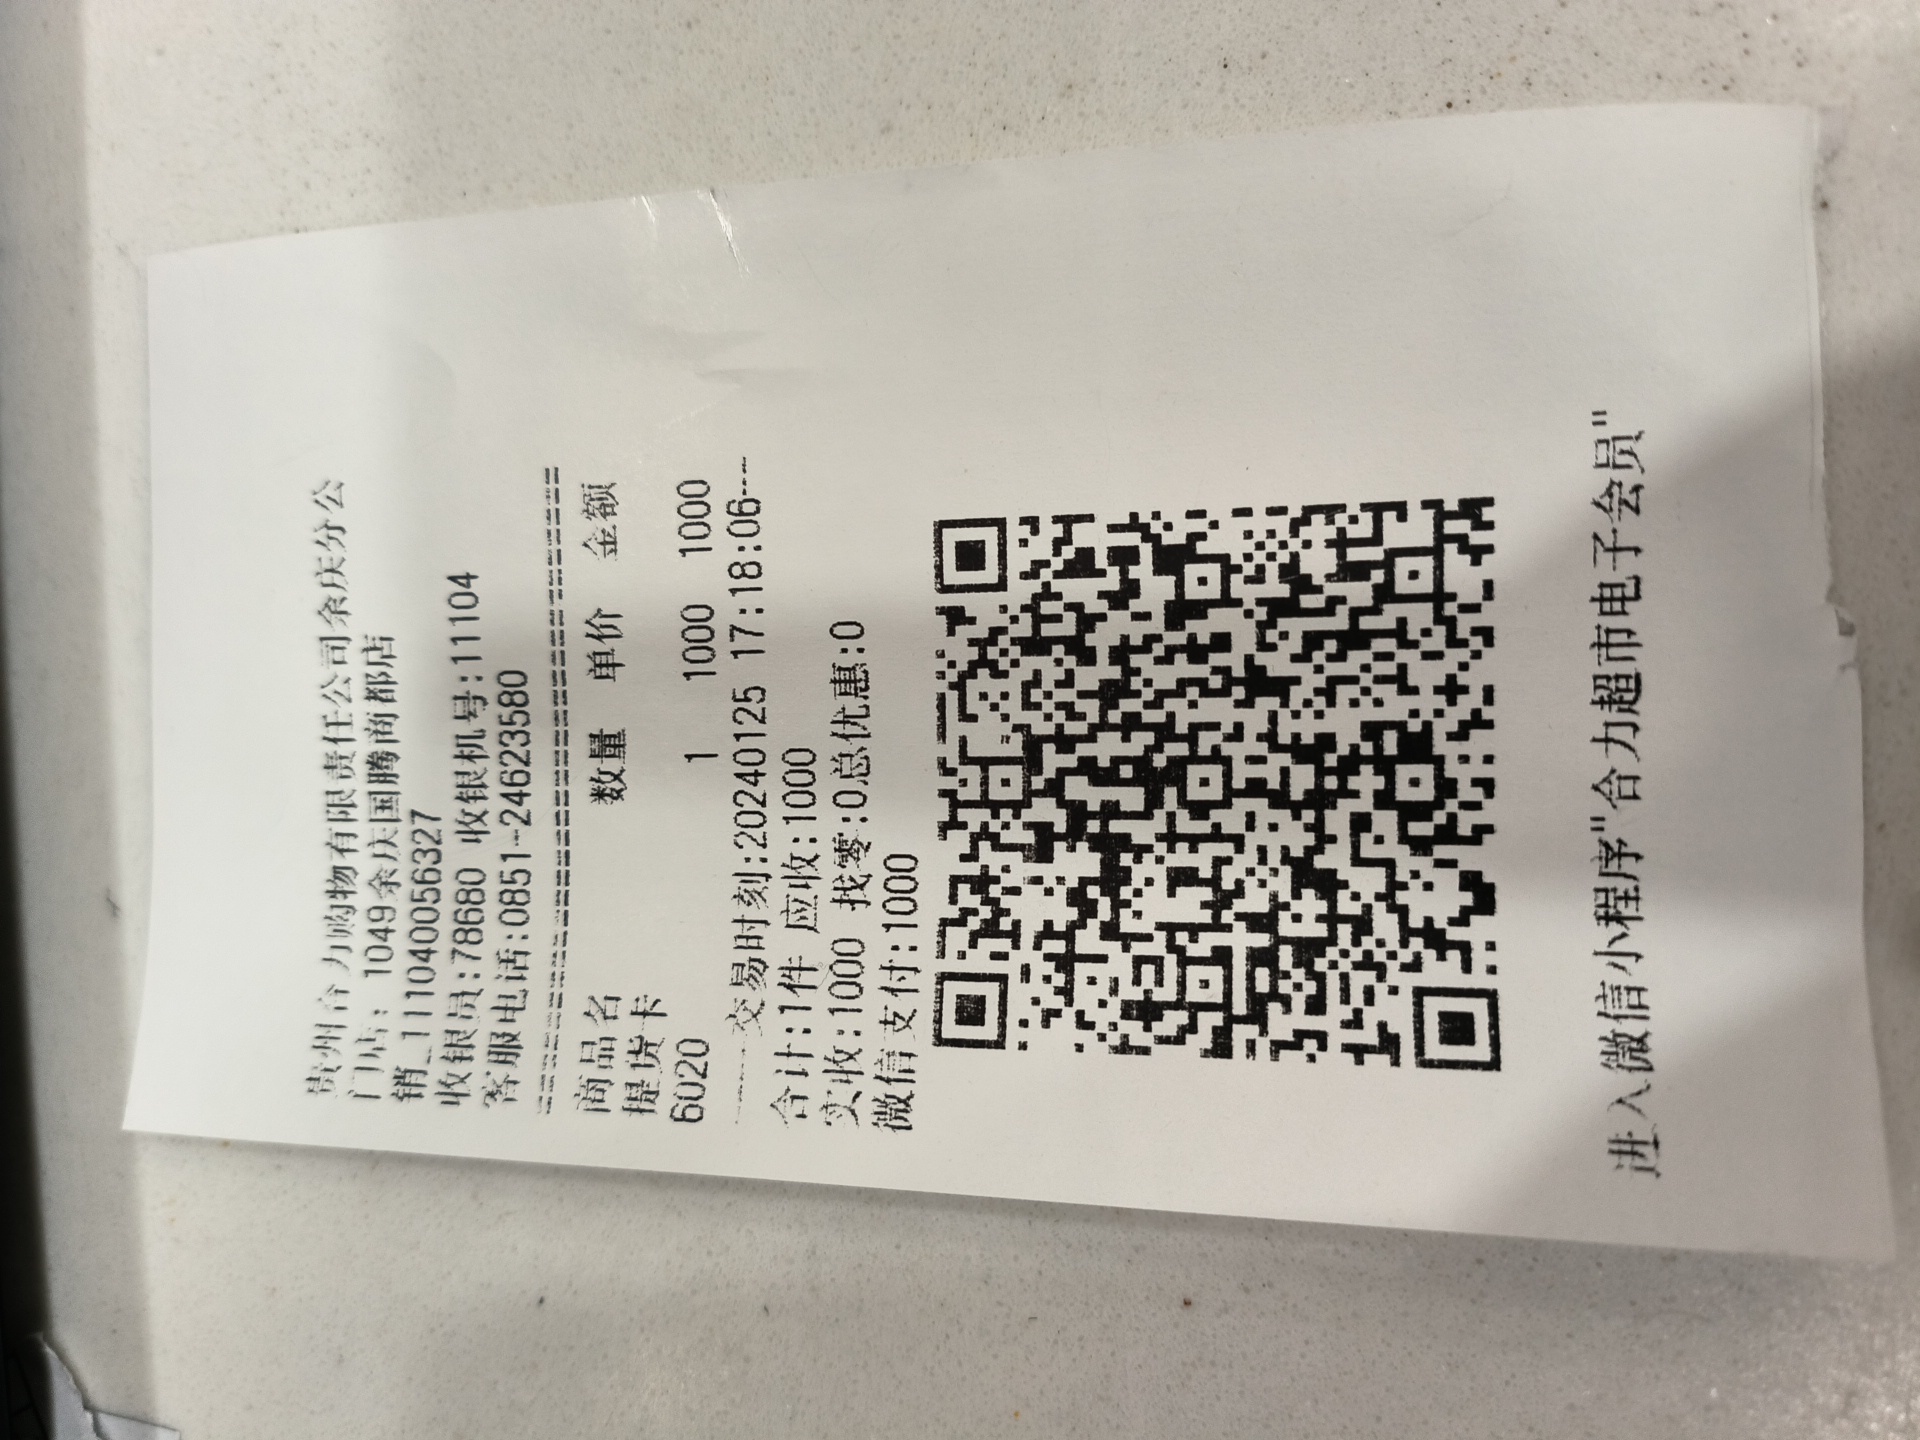 贵州合力购物有限责任公司余庆分公
门店: 1049余庆国腾商都店
销_111040056327
收银员:78680 收银机号:11104
客服电话:0851-24623580
==========================================
商品名 数量 单价 金额
提货卡
6020 1 1000 1000
-----交易时刻:20240125 17:18:06---
合计:1件 应收:1000
实收:1000 找零:0总优惠:0
微信支付:1000
进入微信小程序"合力超市电子会员"